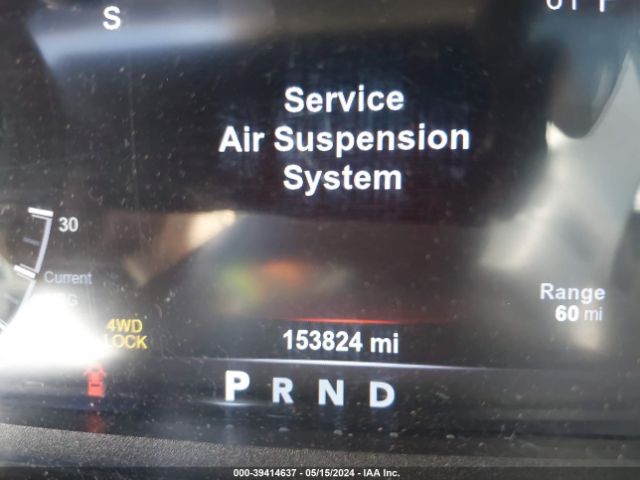 S
Service
Air Suspension
System
30
Current
Range
60 mi
4WD
LOCK
153824 mi
P R N D
000-39414637 - 05/15/2024 - IAA Inc.